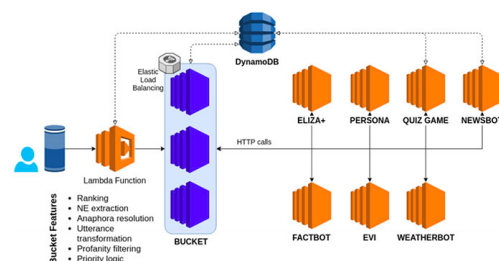 DynamoDB
Elastic
Load
Balancing
ELIZA+
PERSONA
QUIZ GAME
NEWSBOT
HTTP calls
Lambda Function
BUCKET
FACTBOT
EVI
WEATHERBOT
Bucket Features
Ranking
NE extraction
Anaphora resolution
Utterance
transformation
Profanity filtering
Priority logic